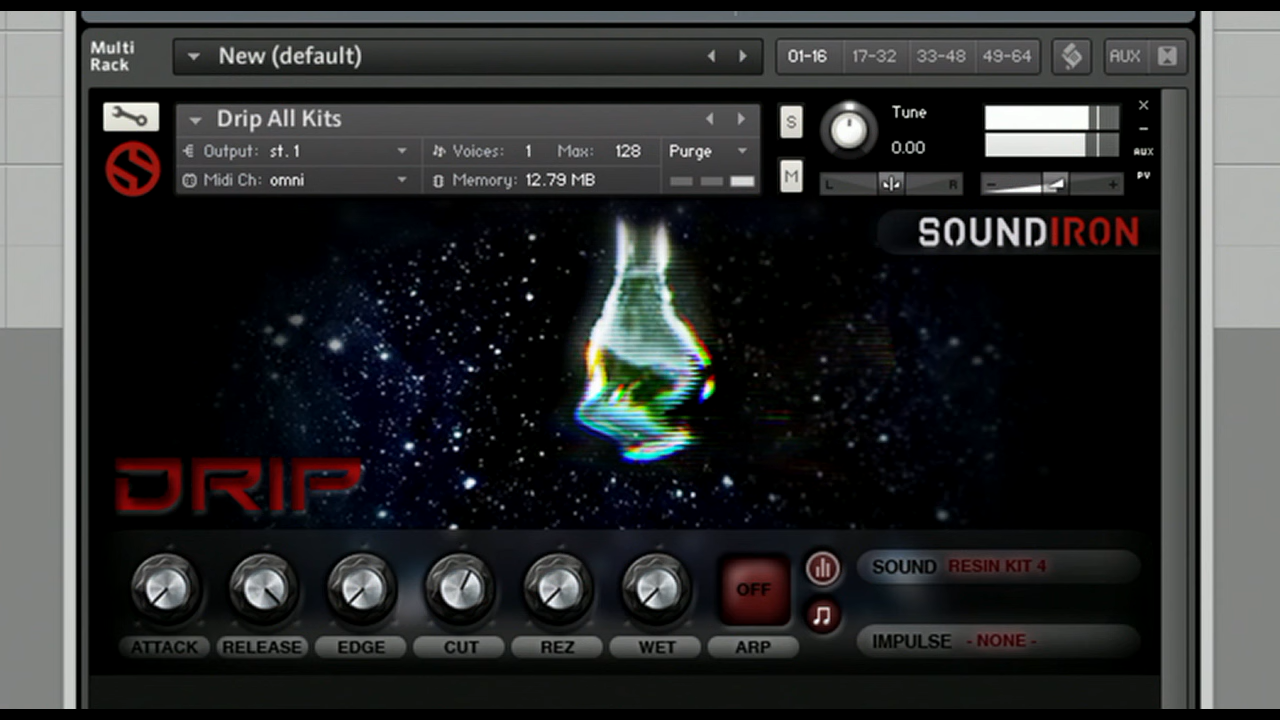 Multi Rack
New (default)
01-16 17-32 33-48 49-64
AUX
Drip All Kits
Output: st. 1
Voices: 1 Max: 128
Purge
Midi Ch: omni
Memory: 12.79 MB
S
M
Tune
0.00
L R
- +
×
–
AUX
PV
SOUNDIRON
DRIP
ATTACK RELEASE EDGE CUT REZ WET ARP
OFF
SOUND RESIN KIT 4
IMPULSE - NONE -